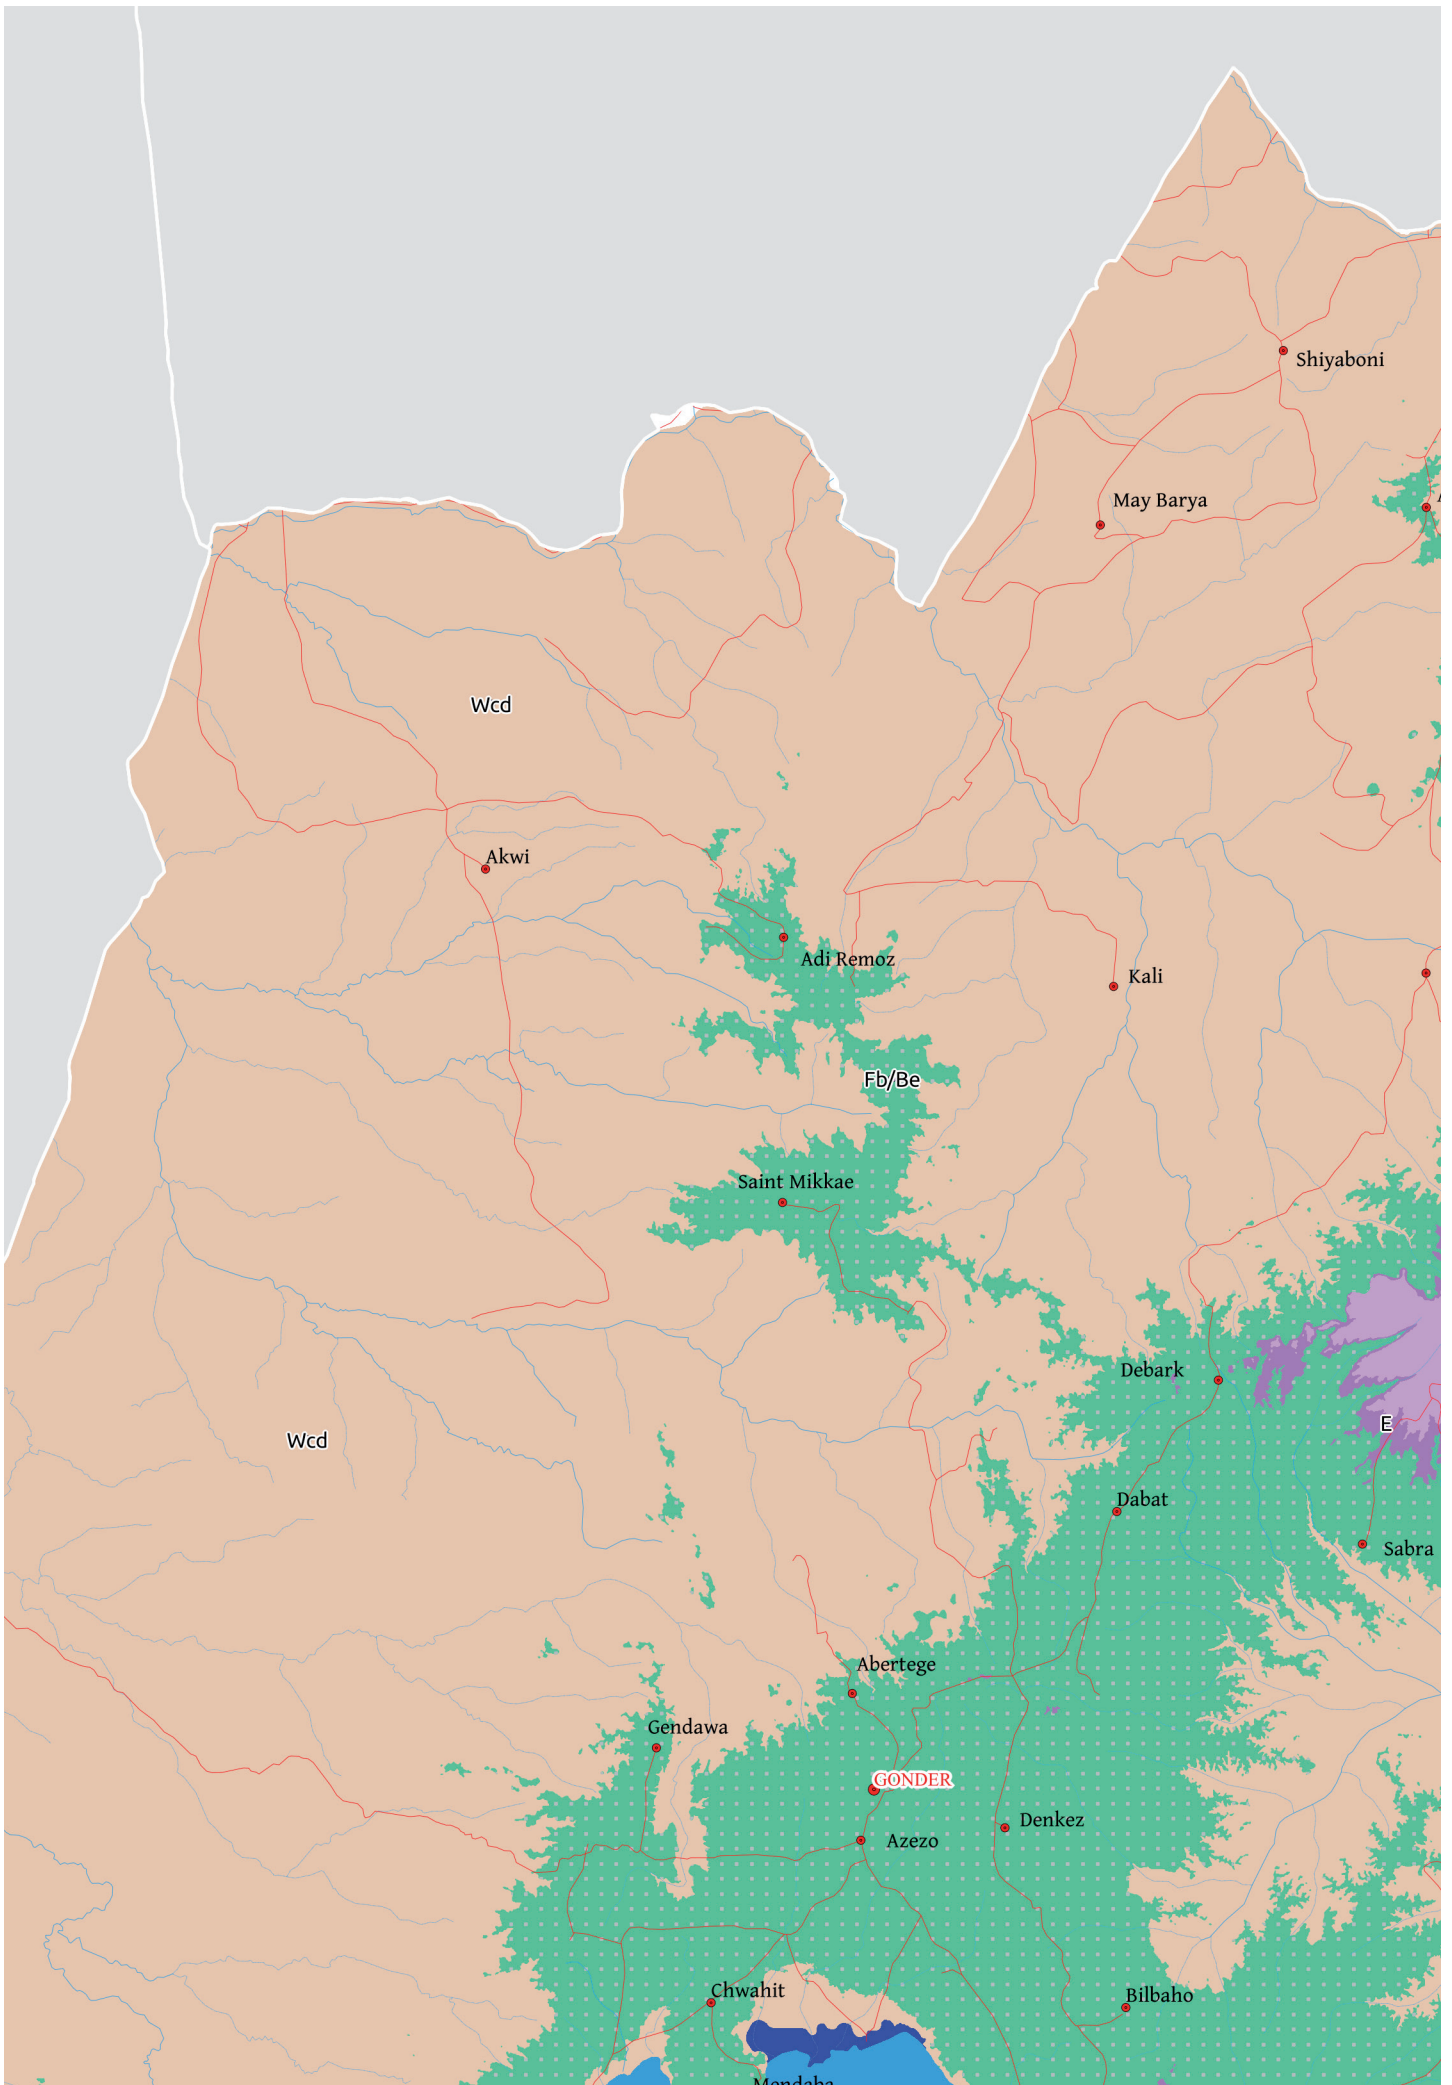 Shiyaboni
May Barya
Wcd
Akwi
Adi Remoz
Kali
Fb/Be
Saint Mikkae
Debark
E
Wcd
Dabat
Sabra
Abertege
Gendawa
GONDER
Denkez
Azezo
Chwahit
Bilbaho